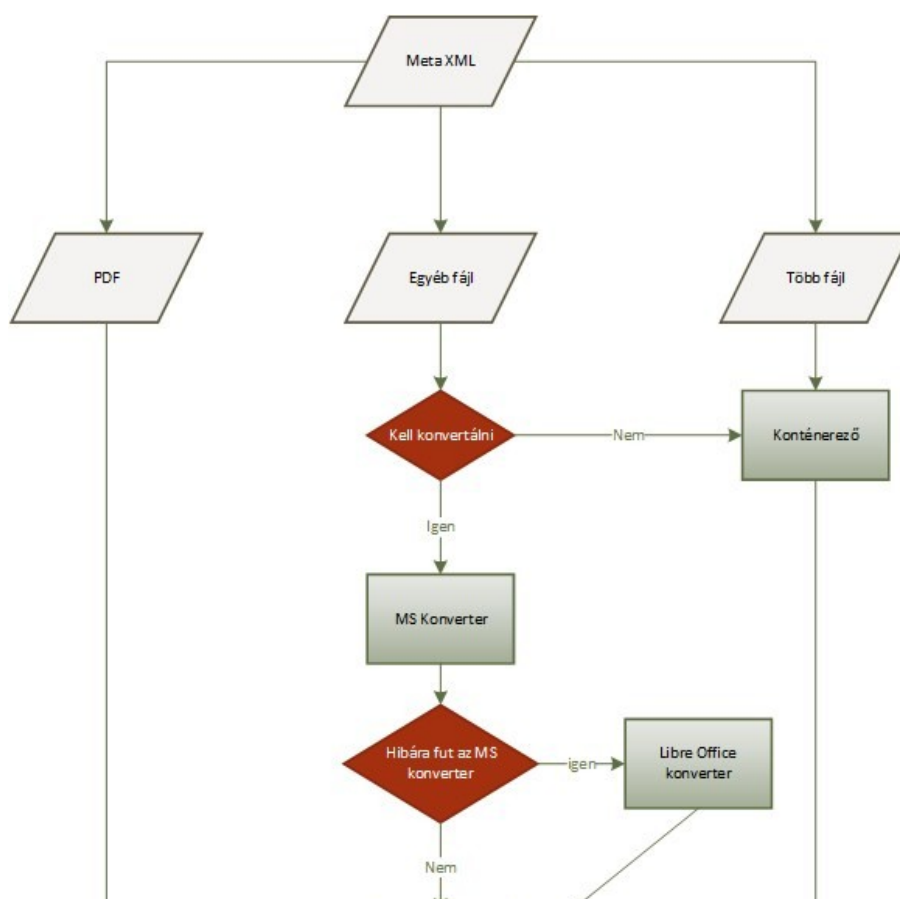 Meta XML
PDF
Egyéb fájl
Több fájl
Kell konvertálni
Nem
Konténerező
Igen
MS Konverter
Hibára fut az MS
konverter
igen
Libre Office
konverter
Nem